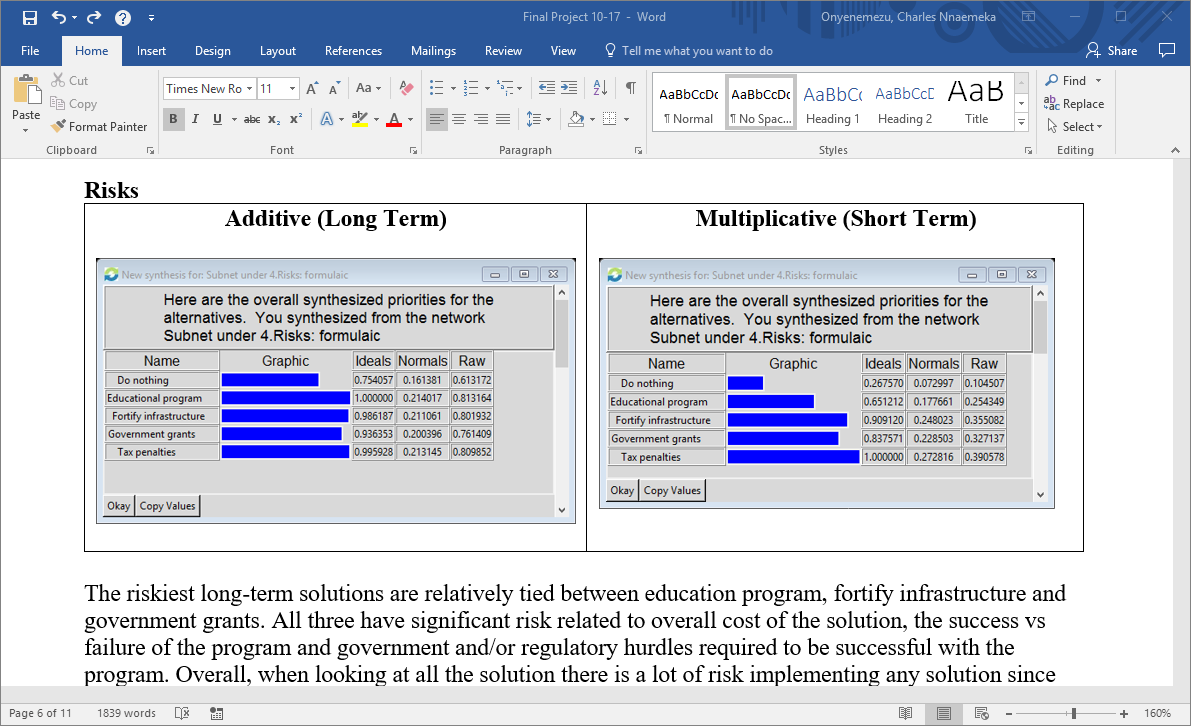 Final Project 10-17 - Word
Onyenemezu, Charles Nnaemeka
File Home Insert Design Layout References Mailings Review View Tell me what you want to do Share
Paste
Cut
Copy
Format Painter
Clipboard
Times New Ro 11
Aa
B I U abc x₂ x²
Font
Paragraph
AaBbCcDc AaBbCcDc AaBbCc AaBbCcD AaB
¶ Normal ¶ No Spac... Heading 1 Heading 2 Title
Styles
Find
Replace
Select
Editing
Risks
Additive (Long Term) Multiplicative (Short Term)
New synthesis for: Subnet under 4.Risks: formulaic
Here are the overall synthesized priorities for the
alternatives. You synthesized from the network
Subnet under 4.Risks: formulaic
Name Graphic Ideals Normals Raw
Do nothing 0.754057 0.161381 0.613172
Educational program 1.000000 0.214017 0.813164
Fortify infrastructure 0.986187 0.211061 0.801932
Government grants 0.936353 0.200396 0.761409
Tax penalties 0.995928 0.213145 0.809852
Okay Copy Values
New synthesis for: Subnet under 4.Risks: formulaic
Here are the overall synthesized priorities for the
alternatives. You synthesized from the network
Subnet under 4.Risks: formulaic
Name Graphic Ideals Normals Raw
Do nothing 0.267570 0.072997 0.104507
Educational program 0.651212 0.177661 0.254349
Fortify infrastructure 0.909120 0.248023 0.355082
Government grants 0.837571 0.228503 0.327137
Tax penalties 1.000000 0.272816 0.390578
Okay Copy Values
The riskiest long-term solutions are relatively tied between education program, fortify infrastructure and
government grants. All three have significant risk related to overall cost of the solution, the success vs
failure of the program and government and/or regulatory hurdles required to be successful with the
program. Overall, when looking at all the solution there is a lot of risk implementing any solution since
Page 6 of 11 1839 words 160%